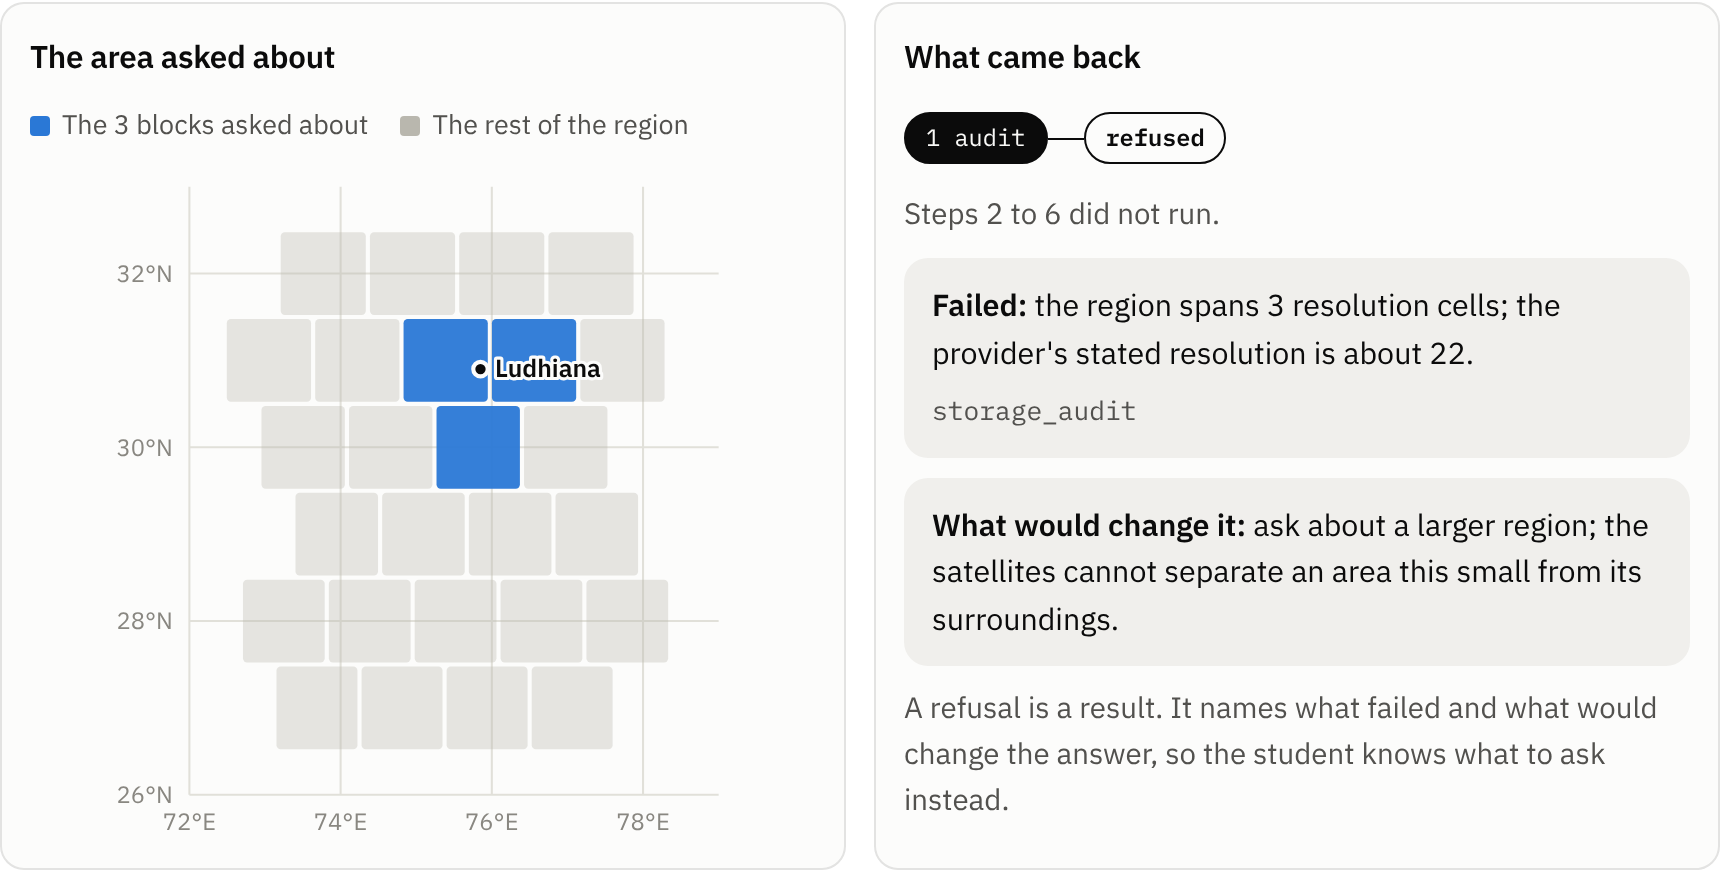 The area asked about
The 3 blocks asked about
The rest of the region
32°N
30°N
28°N
26°N
72°E
74°E
76°E
78°E
Ludhiana
What came back
1 audit
refused
Steps 2 to 6 did not run.
Failed: the region spans 3 resolution cells; the
provider's stated resolution is about 22.
storage_audit
What would change it: ask about a larger region; the
satellites cannot separate an area this small from its
surroundings.
A refusal is a result. It names what failed and what would
change the answer, so the student knows what to ask
instead.